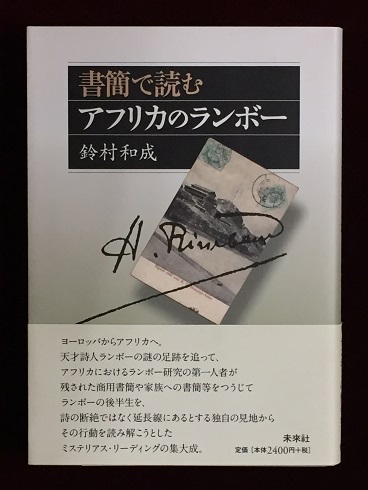 書簡で読む
アフリカのランボー
鈴村和成
A. Rimbaud
ヨーロッパからアフリカへ。
天才詩人ランボーの謎の足跡を追って、
アフリカにおけるランボー研究の第一人者が
残された商用書簡や家族への書簡等をつうじて
ランボーの後半生を、
詩の断絶ではなく延長線にあるとする独自の見地から
その行動を読み解こうとした
ミステリアス・リーディングの集大成。
未來社
定価［本体2400円＋税］